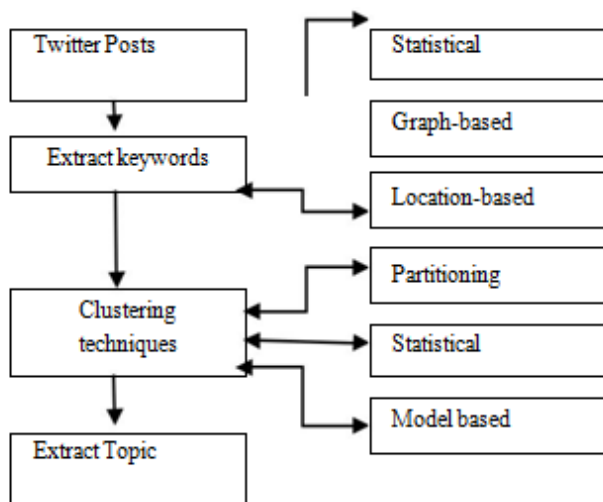 Twitter Posts
Statistical
Graph-based
Extract keywords
Location-based
Partitioning
Clustering
techniques
Statistical
Model based
Extract Topic